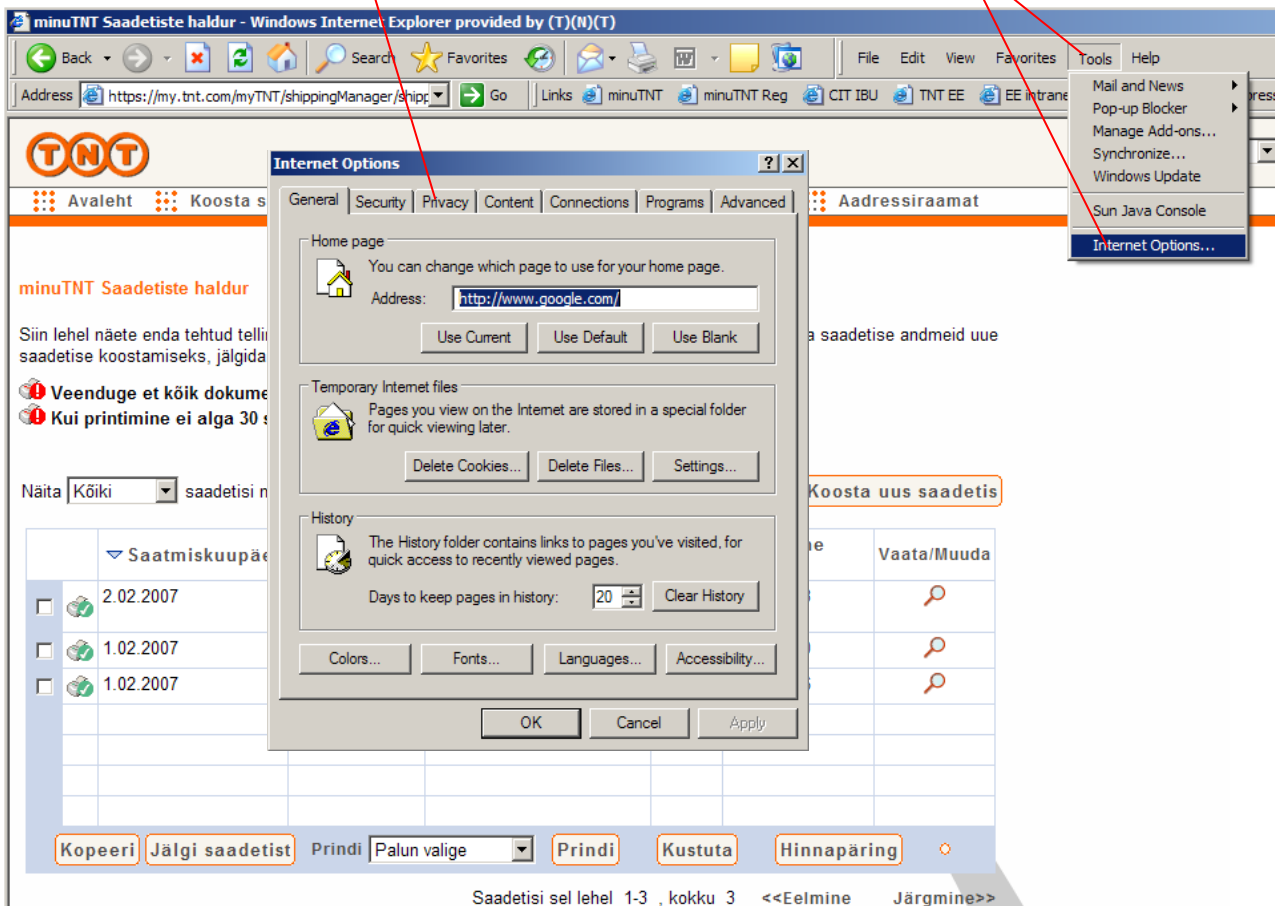 minuTNT Saadetiste haldur - Windows Internet Explorer provided by (T)(N)(T)
Back Search Favorites File Edit View Favorites Tools Help
Address https://my.tnt.com/myTNT/shippingManager/shipp Go Links minuTNT minuTNT Reg CIT IBU TNT EE EE intrane
Mail and News
Pop-up Blocker
Manage Add-ons...
Synchronize...
Windows Update
Sun Java Console
Internet Options...
TNT
Avaleht Koosta s Aadressiraamat
Internet Options
General Security Privacy Content Connections Programs Advanced
Home page
You can change which page to use for your home page.
Address: http://www.google.com/
Use Current Use Default Use Blank
Temporary Internet files
Pages you view on the Internet are stored in a special folder
for quick viewing later.
Delete Cookies... Delete Files... Settings...
History
The History folder contains links to pages you've visited, for
quick access to recently viewed pages.
Days to keep pages in history: 20 Clear History
Colors... Fonts... Languages... Accessibility...
OK Cancel Apply
minuTNT Saadetiste haldur
Siin lehel näete enda tehtud telli a saadetise andmeid uue
saadetise koostamiseks, jälgida
Veenduge et kõik dokume
Kui printimine ei alga 30 s
Näita Kõiki saadetisi n Koosta uus saadetis
Saatmiskuupäe ne Vaata/Muuda
2.02.2007
1.02.2007
1.02.2007
Kopeeri Jälgi saadetist Prindi Palun valige Prindi Kustuta Hinnapäring
Saadetisi sel lehel 1-3 , kokku 3 <<Eelmine Järgmine>>